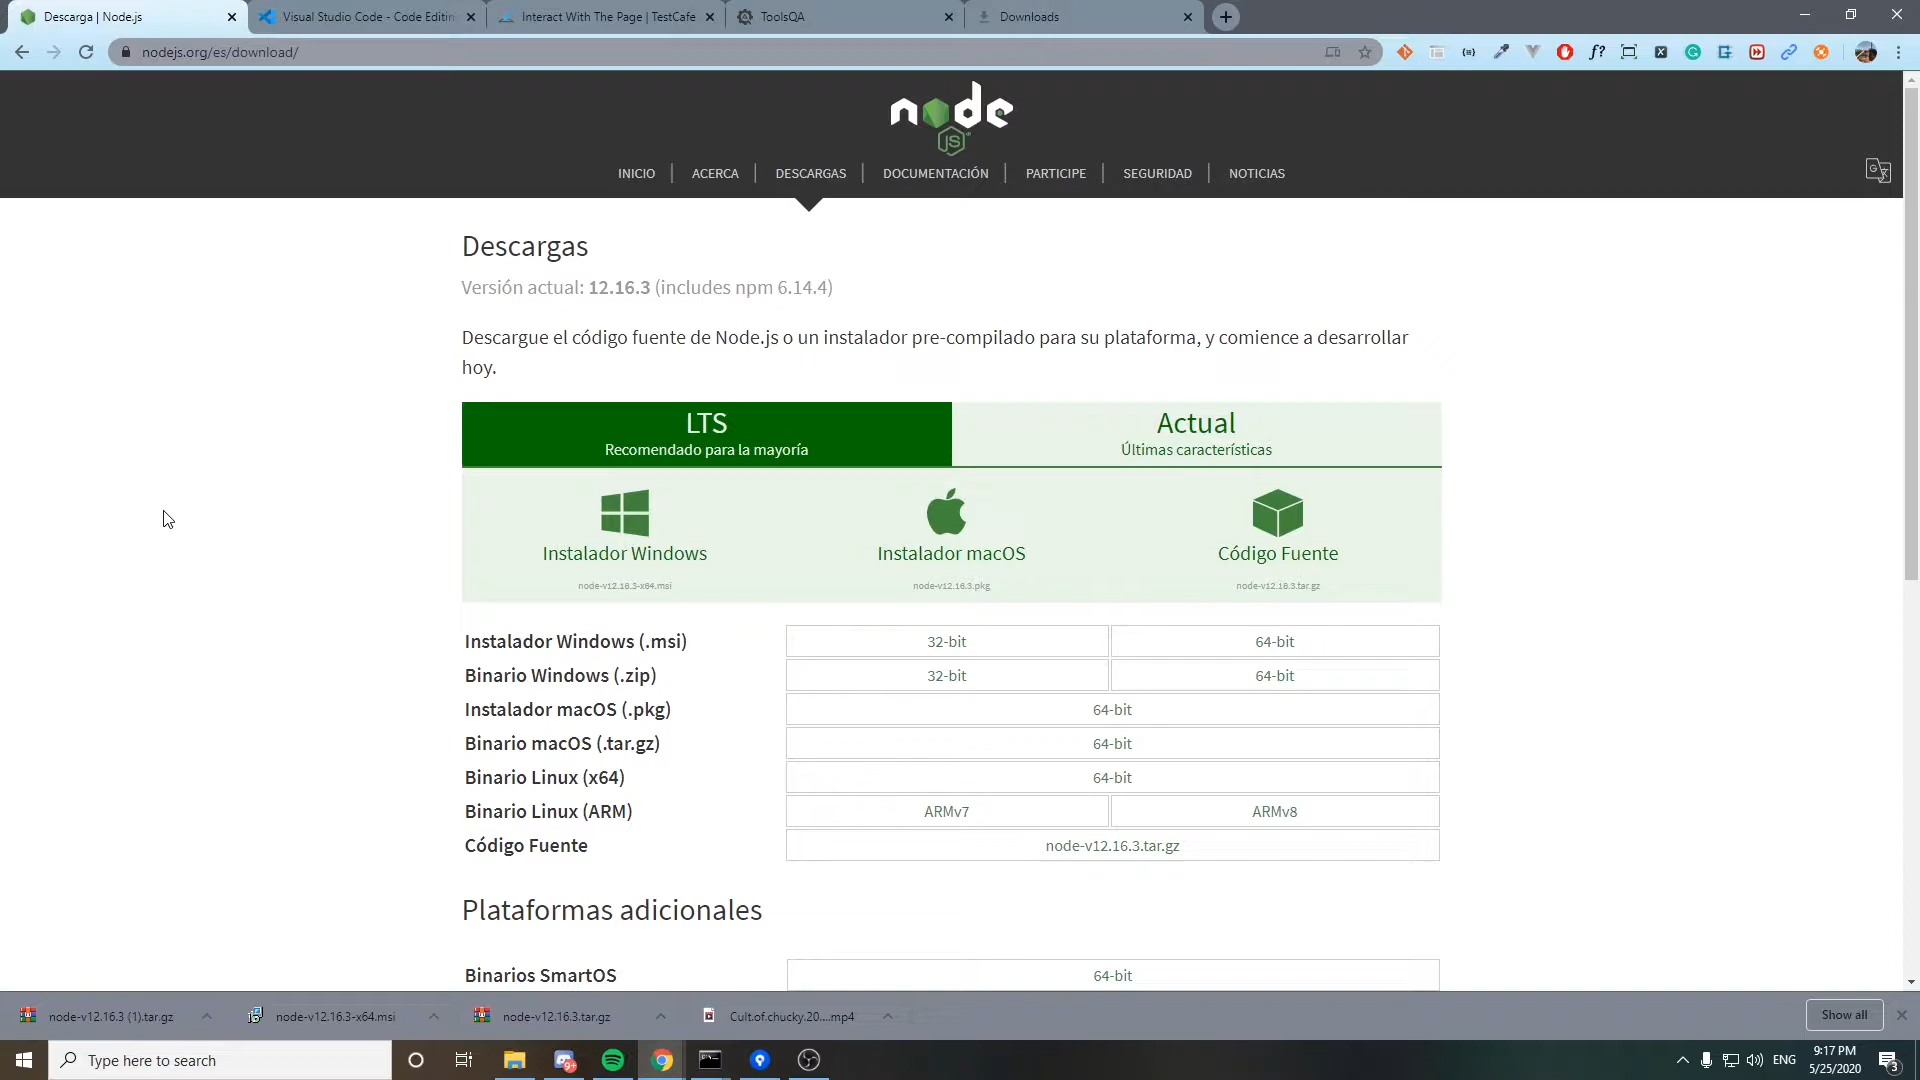 Descarga | Node.js
Visual Studio Code - Code Editin
Interact With The Page | TestCafe
ToolsQA
Downloads
nodejs.org/es/download/
node
JS
INICIO
ACERCA
DESCARGAS
DOCUMENTACIÓN
PARTICIPE
SEGURIDAD
NOTICIAS
Descargas
Versión actual: 12.16.3 (includes npm 6.14.4)
Descargue el código fuente de Node.js o un instalador pre-compilado para su plataforma, y comience a desarrollar
hoy.
LTS
Recomendado para la mayoría
Actual
Últimas características
Instalador Windows
node-v12.16.3-x64.msi
Instalador macOS
node-v12.16.3.pkg
Código Fuente
node-v12.16.3.tar.gz
Instalador Windows (.msi) 32-bit 64-bit
Binario Windows (.zip) 32-bit 64-bit
Instalador macOS (.pkg) 64-bit
Binario macOS (.tar.gz) 64-bit
Binario Linux (x64) 64-bit
Binario Linux (ARM) ARMv7 ARMv8
Código Fuente node-v12.16.3.tar.gz
Plataformas adicionales
Binarios SmartOS 64-bit
node-v12.16.3 (1).tar.gz
node-v12.16.3-x64.msi
node-v12.16.3.tar.gz
Cult.of.chucky.20....mp4
Show all
Type here to search
ENG
9:17 PM
5/25/2020
3